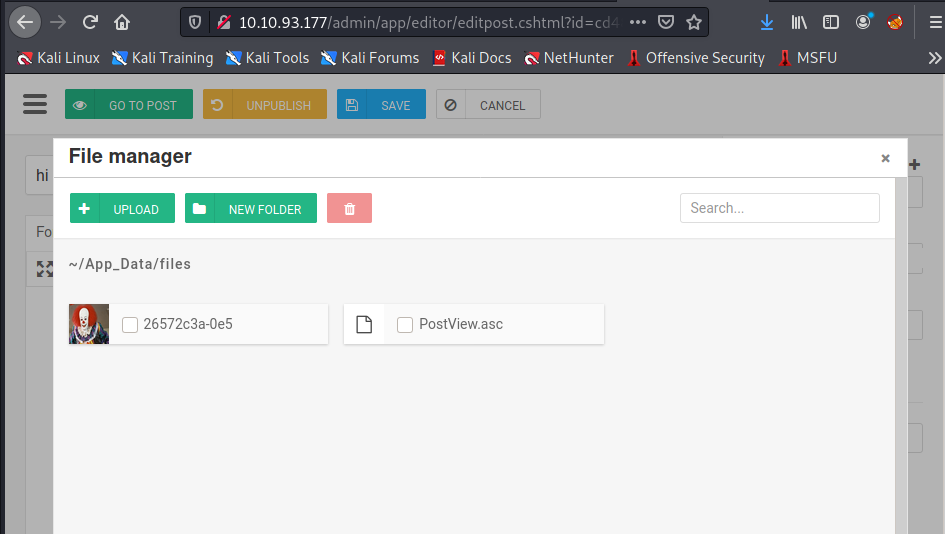 10.10.93.177/admin/app/editor/editpost.cshtml?id=cd4
Kali Linux Kali Training Kali Tools Kali Forums Kali Docs NetHunter Offensive Security MSFU
GO TO POST UNPUBLISH SAVE CANCEL
File manager ×
hi
UPLOAD NEW FOLDER Search...
Fo
~/App_Data/files
26572c3a-0e5 PostView.asc